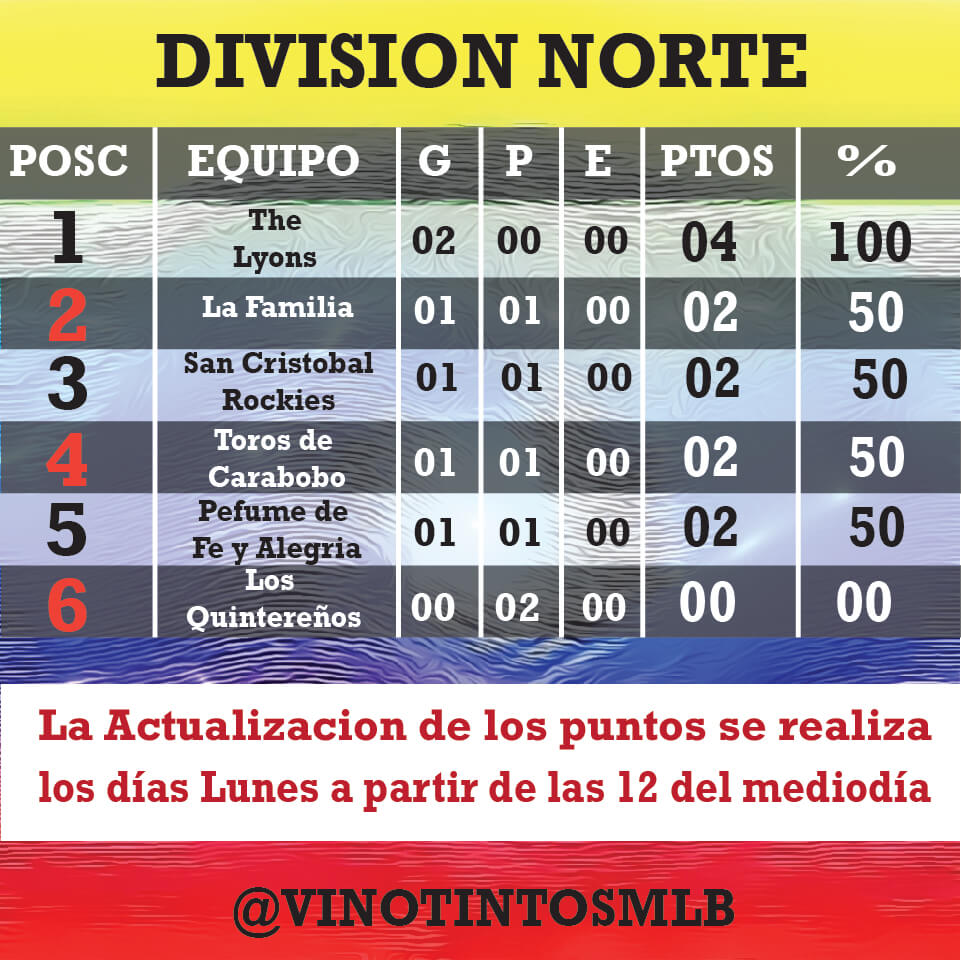 DIVISION NORTE
POSC EQUIPO G P E PTOS %
1 The Lyons 02 00 00 04 100
2 La Familia 01 01 00 02 50
3 San Cristobal Rockies 01 01 00 02 50
4 Toros de Carabobo 01 01 00 02 50
5 Pefume de Fe y Alegria 01 01 00 02 50
6 Los Quintereños 00 02 00 00 00
La Actualizacion de los puntos se realiza
los días Lunes a partir de las 12 del mediodía
@VINOTINTOSMLB